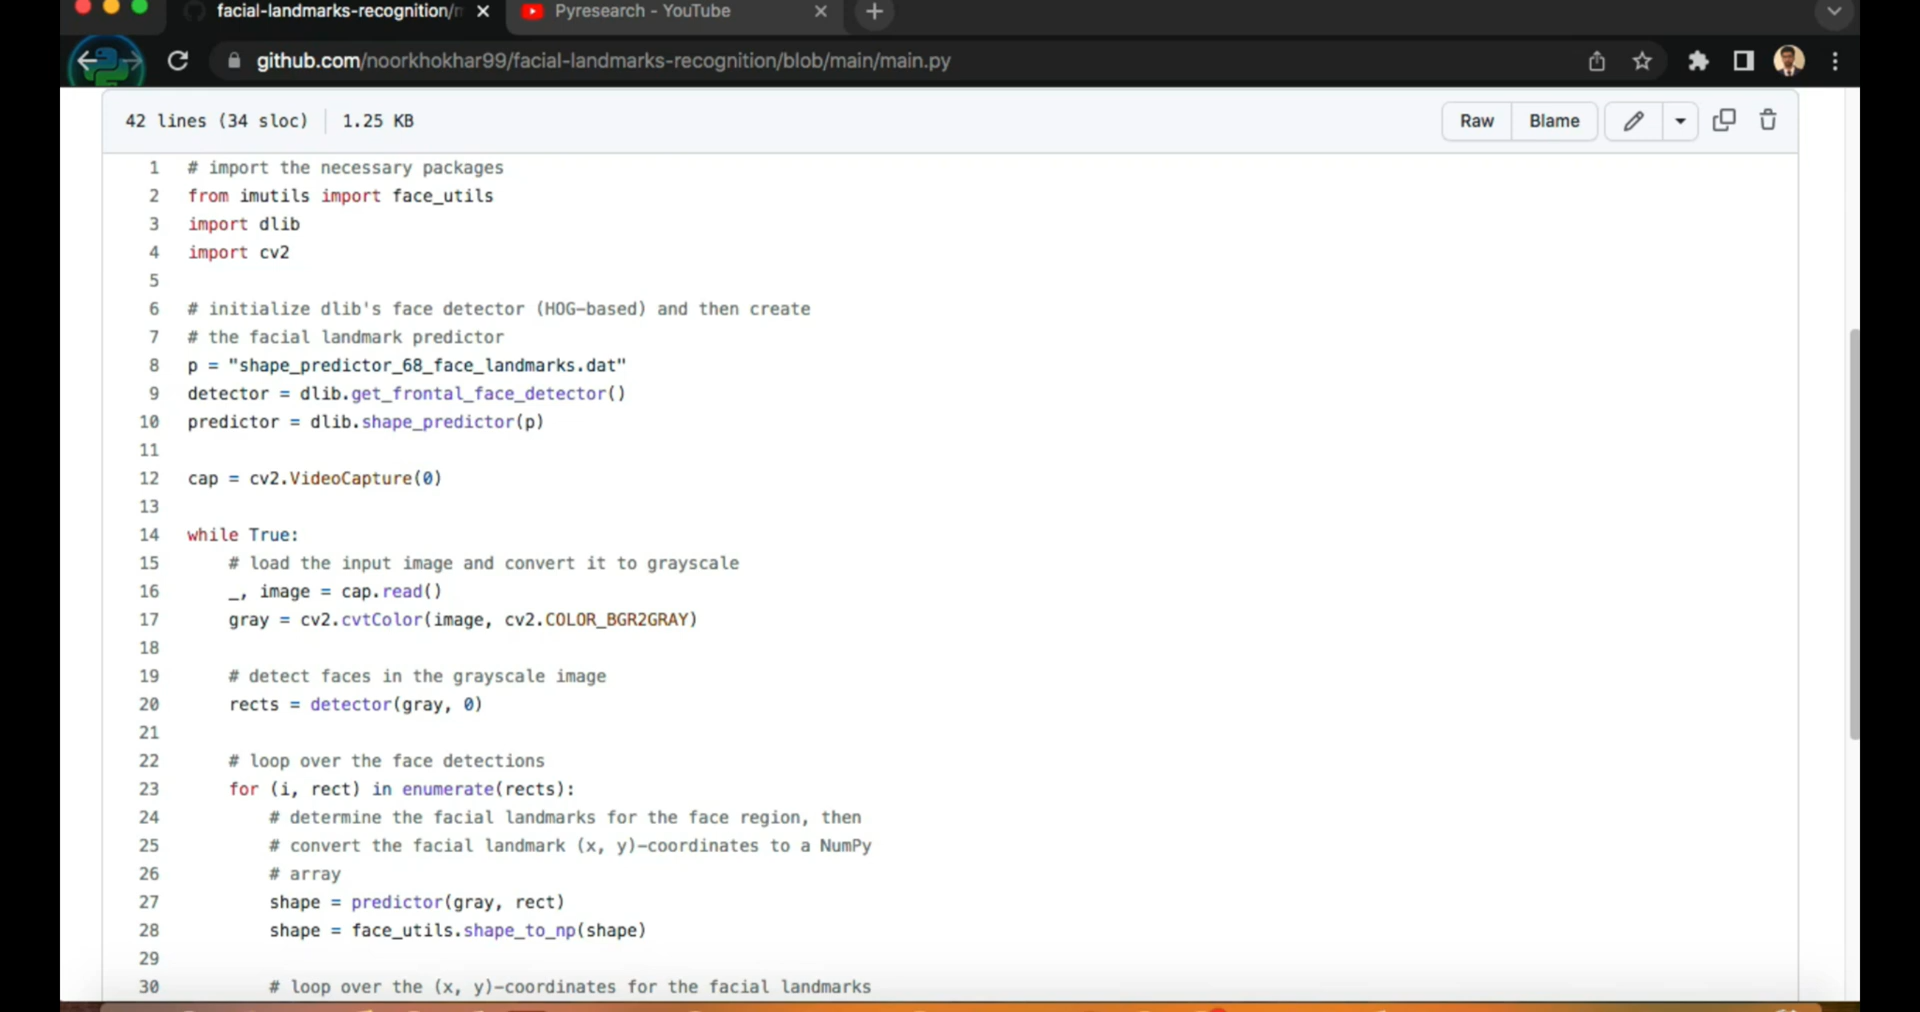 facial-landmarks-recognition/
Pyresearch - YouTube
github.com/noorkhokhar99/facial-landmarks-recognition/blob/main/main.py
42 lines (34 sloc) 1.25 KB
Raw Blame
1 # import the necessary packages
2 from imutils import face_utils
3 import dlib
4 import cv2
5
6 # initialize dlib's face detector (HOG-based) and then create
7 # the facial landmark predictor
8 p = "shape_predictor_68_face_landmarks.dat"
9 detector = dlib.get_frontal_face_detector()
10 predictor = dlib.shape_predictor(p)
11
12 cap = cv2.VideoCapture(0)
13
14 while True:
15     # load the input image and convert it to grayscale
16     _, image = cap.read()
17     gray = cv2.cvtColor(image, cv2.COLOR_BGR2GRAY)
18
19     # detect faces in the grayscale image
20     rects = detector(gray, 0)
21
22     # loop over the face detections
23     for (i, rect) in enumerate(rects):
24         # determine the facial landmarks for the face region, then
25         # convert the facial landmark (x, y)-coordinates to a NumPy
26         # array
27         shape = predictor(gray, rect)
28         shape = face_utils.shape_to_np(shape)
29
30         # loop over the (x, y)-coordinates for the facial landmarks